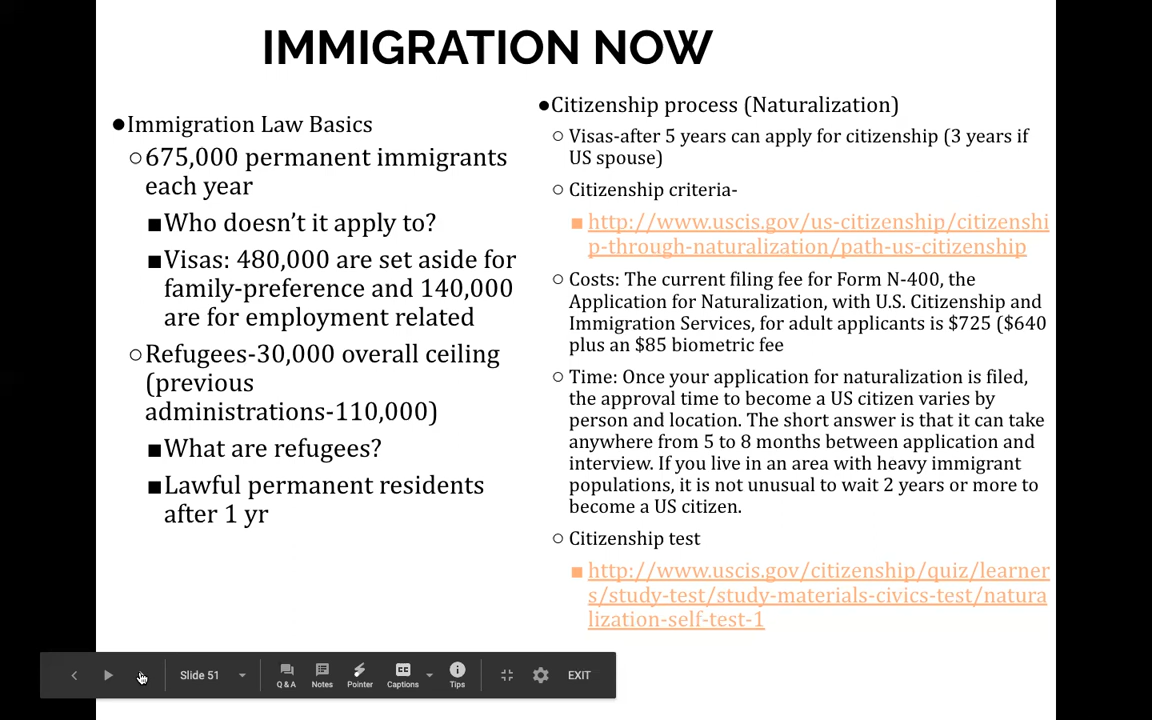 IMMIGRATION NOW
●Immigration Law Basics
○675,000 permanent immigrants
each year
■Who doesn't it apply to?
■Visas: 480,000 are set aside for
family-preference and 140,000
are for employment related
○Refugees-30,000 overall ceiling
(previous
administrations-110,000)
■What are refugees?
■Lawful permanent residents
after 1 yr
●Citizenship process (Naturalization)
○Visas-after 5 years can apply for citizenship (3 years if
US spouse)
○Citizenship criteria-
■http://www.uscis.gov/us-citizenship/citizenshi
p-through-naturalization/path-us-citizenship
○Costs: The current filing fee for Form N-400, the
Application for Naturalization, with U.S. Citizenship and
Immigration Services, for adult applicants is $725 ($640
plus an $85 biometric fee
○Time: Once your application for naturalization is filed,
the approval time to become a US citizen varies by
person and location. The short answer is that it can take
anywhere from 5 to 8 months between application and
interview. If you live in an area with heavy immigrant
populations, it is not unusual to wait 2 years or more to
become a US citizen.
○Citizenship test
■http://www.uscis.gov/citizenship/quiz/learner
s/study-test/study-materials-civics-test/natura
lization-self-test-1
Slide 51 Q & A Notes Pointer Captions Tips EXIT